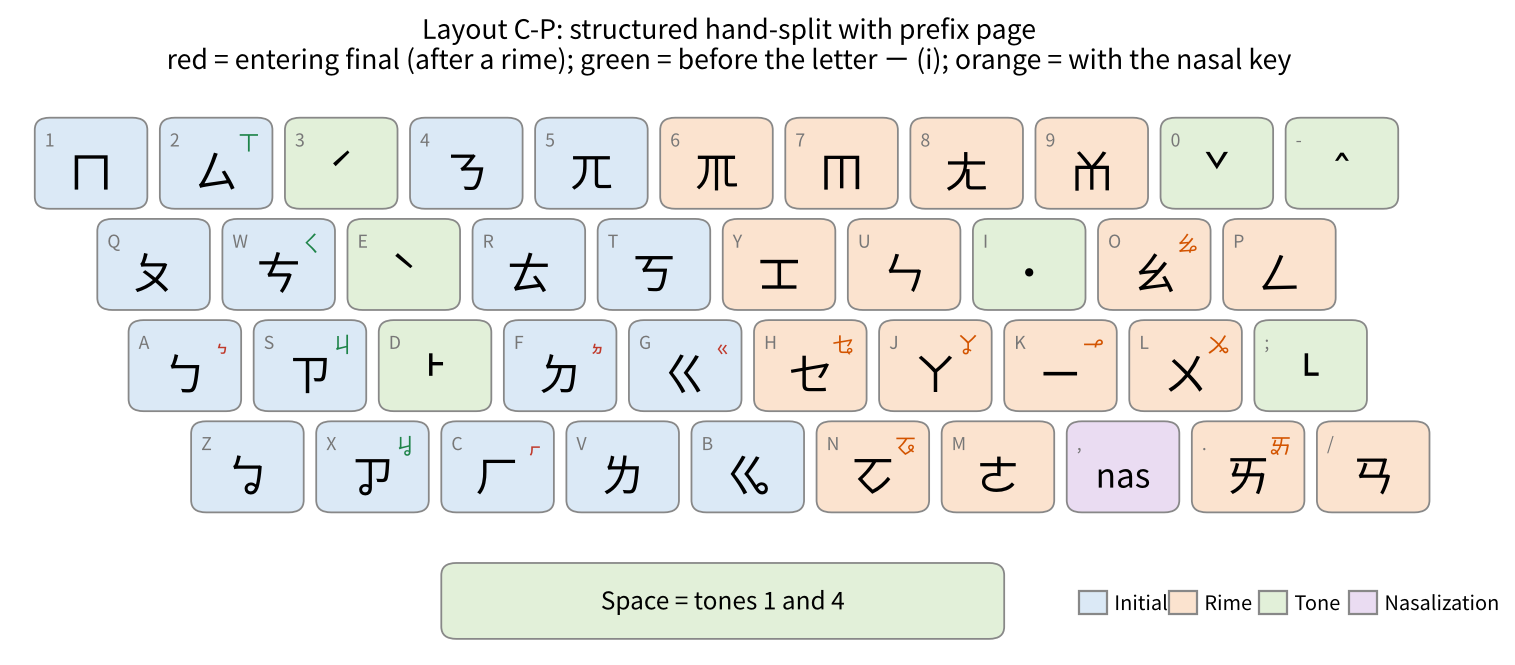 Layout C-P: structured hand-split with prefix page
red = entering final (after a rime); green = before the letter ㄧ (i); orange = with the nasal key
1 ㄇ 2 ㄙ ㄒ 3 ˊ 4 ㄋ 5 ㄫ 6 ㆭ 7 ㆬ 8 ㄤ 9 ㆰ 0 ˇ - ˆ
Q ㄆ W ㄘ ㄑ E ˋ R ㄊ T ㄎ Y ㆨ U ㄣ I ˙ O ㄠ ㆯ P ㄥ
A ㄅ ㆴ S ㄗ ㄐ D ˫ F ㄉ ㆵ G ㄍ ㆻ H ㆤ ㆥ J ㄚ ㆩ K ㄧ ㆪ L ㄨ ㆫ ; ˪
Z ㆠ X ㆡ ㆢ C ㄏ ㆷ V ㄌ B ㆣ N ㆦ ㆧ M ㄜ , nas . ㄞ ㆮ / ㄢ
Space = tones 1 and 4
Initial Rime Tone Nasalization